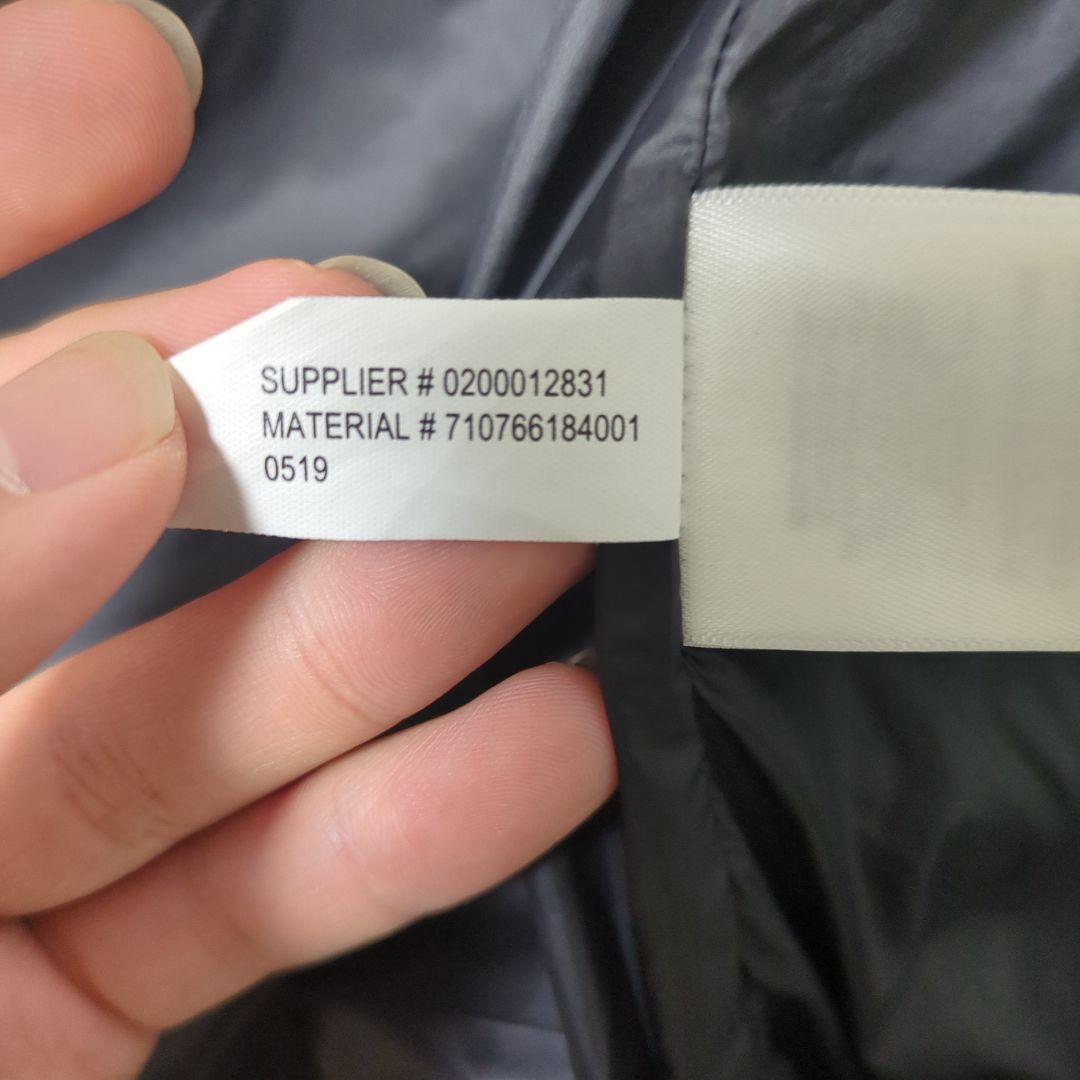 SUPPLIER # 0200012831
MATERIAL # 710766184001
0519